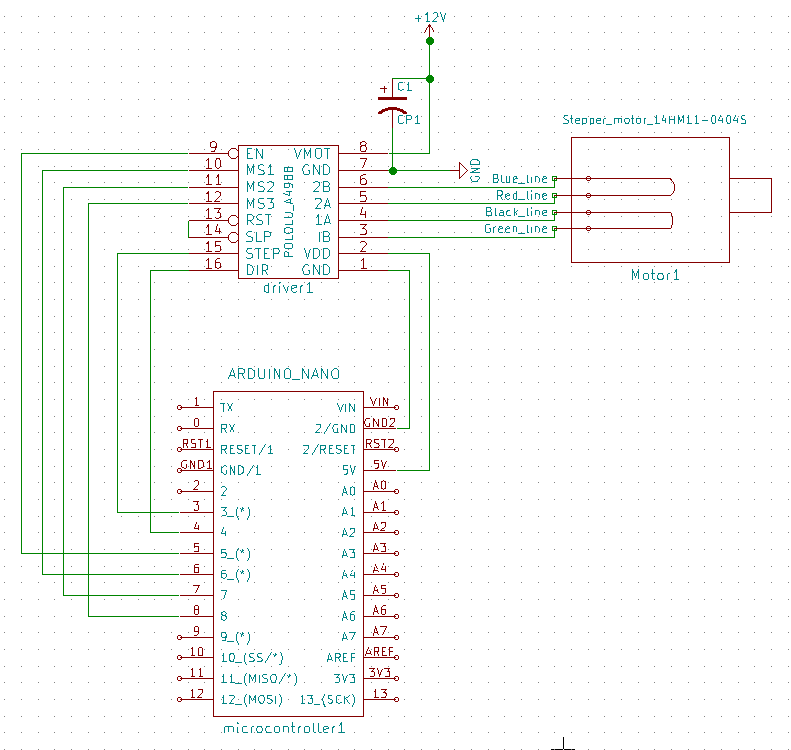 +12V
+ C1
CP1
GND
Stepper_motor_14HM11-0404S
Blue_line
Red_line
Black_line
Green_line
Motor1
9 EN VMOT 8
10 MS1 GND 7
11 MS2 2B 6
12 MS3 2A 5
13 RST 1A 4
14 SLP IB 3
15 STEP VDD 2
16 DIR GND 1
POLOLU_A4988
driver1
ARDUINO_NANO
1 TX VIN VIN
0 RX 2/GND GND2
RST1 RESET/1 2/RESET RST2
GND1 GND/1 5V 5V
2 2 A0 A0
3 3_(*) A1 A1
4 4 A2 A2
5 5_(*) A3 A3
6 6_(*) A4 A4
7 7 A5 A5
8 8 A6 A6
9 9_(*) A7 A7
10 10_(SS/*) AREF AREF
11 11_(MISO/*) 3V3 3V3
12 12_(MOSI) 13_(SCK) 13
microcontroller1